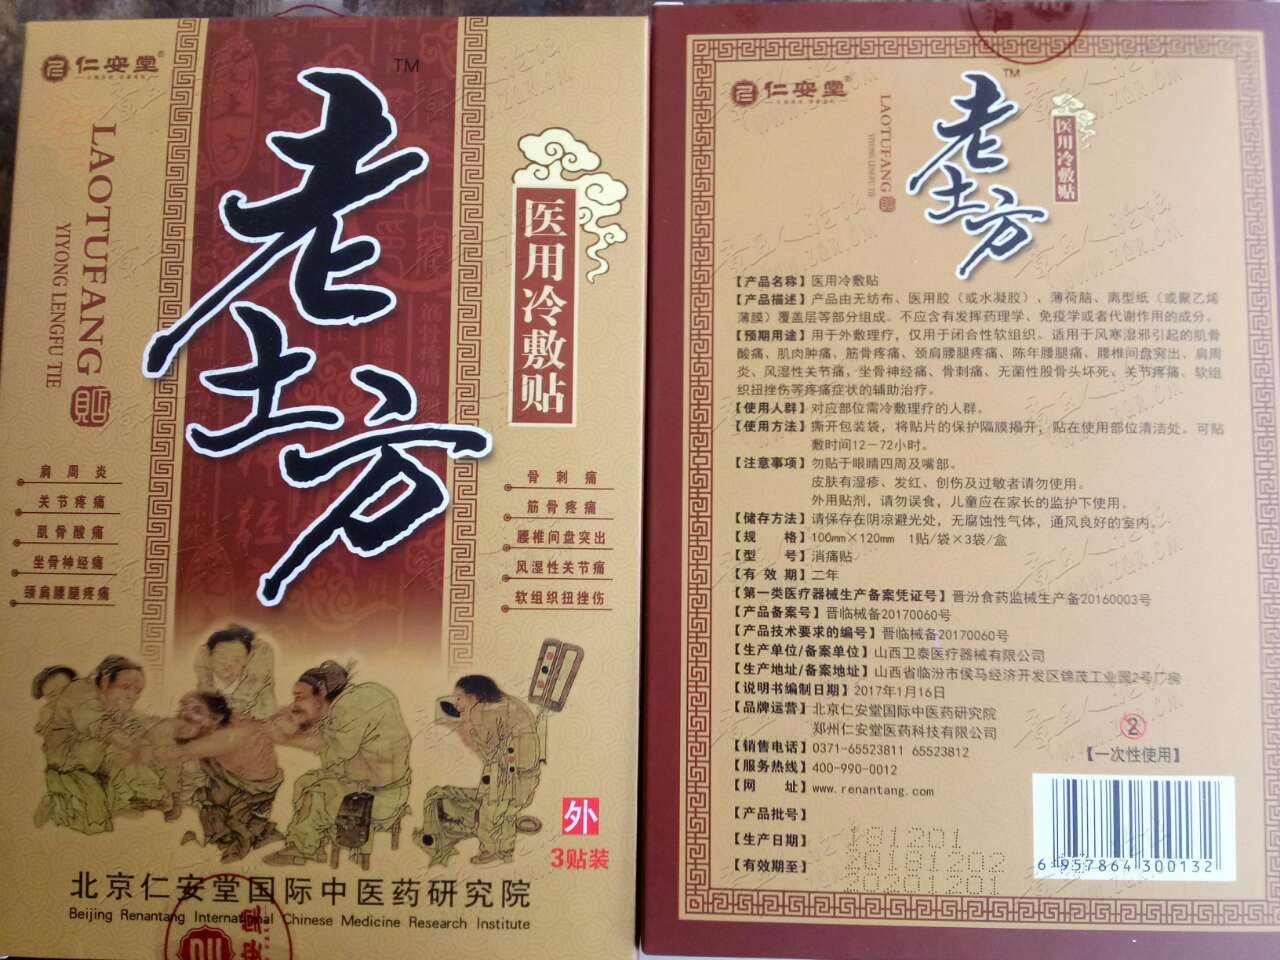 仁安堂®
TM
老土方
LAOTUFANG
YIYONG LENGFU TIE
貼
医用冷敷贴
肩周炎
关节疼痛
肌骨酸痛
坐骨神经痛
颈肩腰腿疼痛
骨刺痛
筋骨疼痛
腰椎间盘突出
风湿性关节痛
软组织扭挫伤
外
3贴装
北京仁安堂国际中医药研究院
Beijing Renantang International Chinese Medicine Research Institute
仁安堂®
TM
老土方
LAOTUFANG
YIYONG LENGFU TIE
貼
医用冷敷贴
【产品名称】医用冷敷贴
【产品描述】产品由无纺布、医用胶（或水凝胶）、薄荷脑、离型纸（或聚乙烯
薄膜）覆盖层等部分组成。不应含有发挥药理学、免疫学或者代谢作用的成分。
【预期用途】用于外敷理疗，仅用于闭合性软组织。适用于风寒湿邪引起的肌骨
酸痛、肌肉肿痛、筋骨疼痛、颈肩腰腿疼痛、陈年腰腿痛、腰椎间盘突出、肩周
炎、风湿性关节痛，坐骨神经痛、骨刺痛、无菌性股骨头坏死、关节疼痛、软组
织扭挫伤等疼痛症状的辅助治疗。
【使用人群】对应部位需冷敷理疗的人群。
【使用方法】撕开包装袋，将贴片的保护隔膜揭开，贴在使用部位清洁处。可贴
敷时间12－72小时。
【注意事项】勿贴于眼睛四周及嘴部。
皮肤有湿疹、发红、创伤及过敏者请勿使用。
外用贴剂，请勿误食，儿童应在家长的监护下使用。
【储存方法】请保存在阴凉避光处，无腐蚀性气体，通风良好的室内。
【规 格】100mm×120mm 1贴/袋×3袋/盒
【型 号】消痛贴
【有 效 期】二年
【第一类医疗器械生产备案凭证号】晋汾食药监械生产备20160003号
【产品备案号】晋临械备20170060号
【产品技术要求的编号】晋临械备20170060号
【生产单位/备案单位】山西卫泰医疗器械有限公司
【生产地址/备案地址】山西省临汾市侯马经济开发区锦茂工业园2号厂房
【说明书编制日期】2017年1月16日
【品牌运营】北京仁安堂国际中医药研究院
郑州仁安堂医药科技有限公司
【销售电话】0371-65523811 65523812
【服务热线】400-990-0012
【网 址】www.renantang.com
【产品批号】181201
【生产日期】20181202
【有效期至】20201201
2
【一次性使用】
6 957864 300132